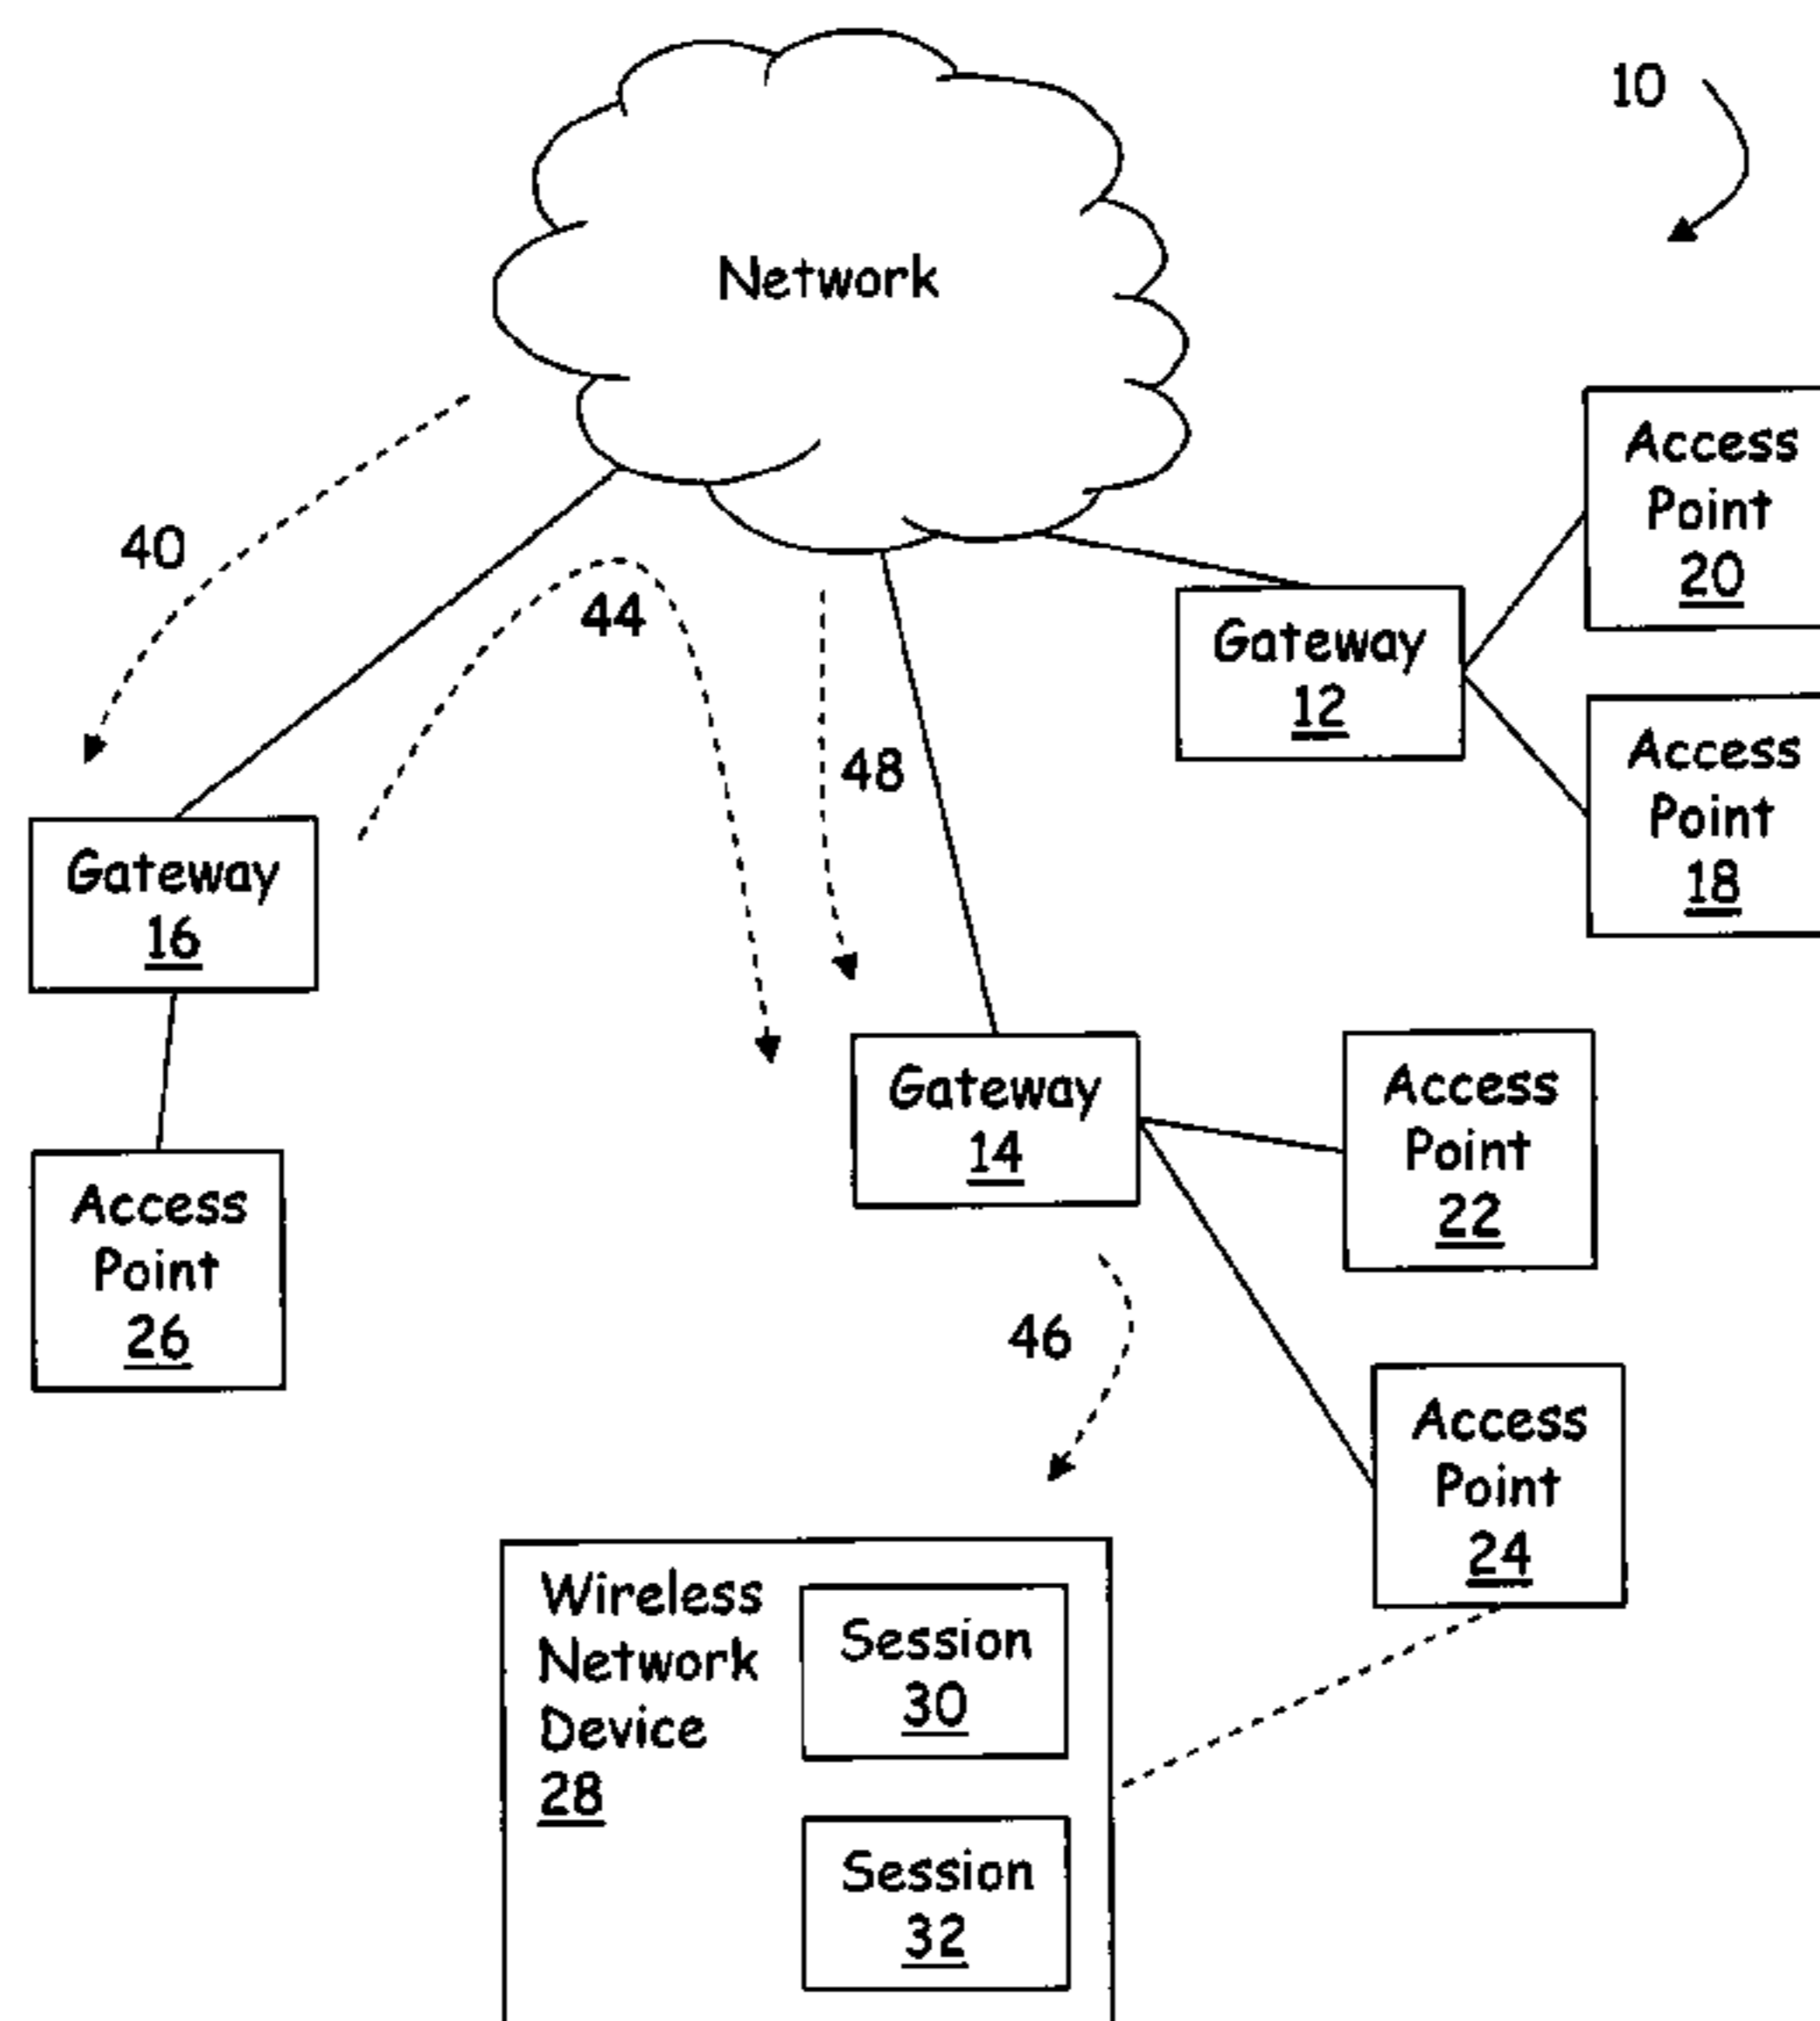 10
Network
Access
Point
20
40
44
Gateway
12
48
Access
Point
18
Gateway
16
Gateway
14
Access
Point
22
Access
Point
26
46
Access
Point
24
Wireless
Network
Device
28
Session
30
Session
32